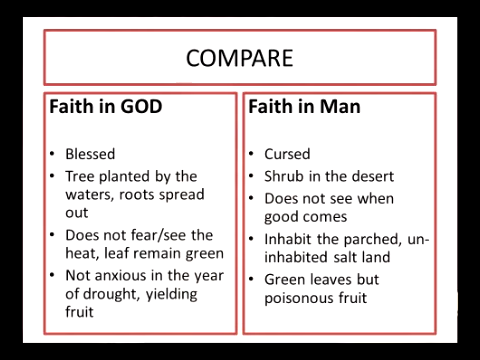 COMPARE
Faith in GOD
• Blessed
• Tree planted by the
waters, roots spread
out
• Does not fear/see the
heat, leaf remain green
• Not anxious in the year
of drought, yielding
fruit
Faith in Man
• Cursed
• Shrub in the desert
• Does not see when
good comes
• Inhabit the parched, un-
inhabited salt land
• Green leaves but
poisonous fruit